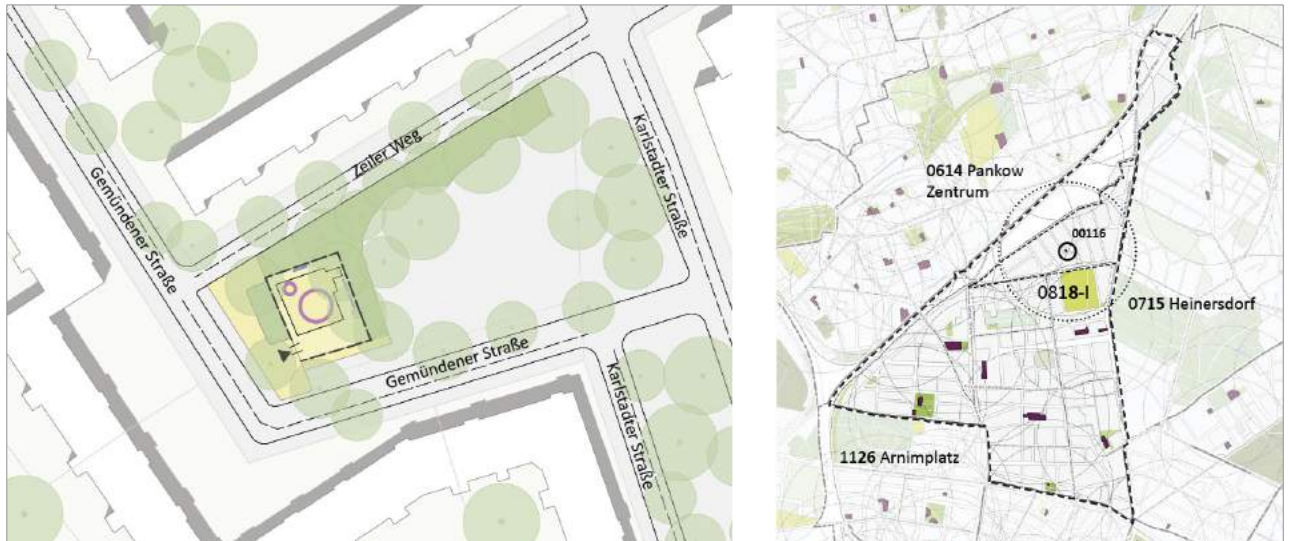 Zeiler Weg
Karlstadter Straße
Gemündener Straße
Gemündener Straße
Karlstadter Straße
0614 Pankow
Zentrum
00116
0818-I
0715 Heinersdorf
1126 Arnimplatz